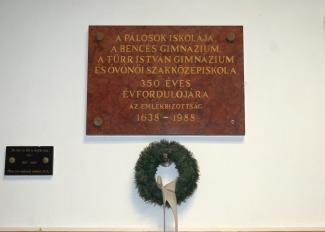 A PÁLOSOK ISKOLÁJA,
A BENCÉS GIMNÁZIUM,
A TÜRR ISTVÁN GIMNÁZIUM
ÉS ÓVÓNŐI SZAKKÖZÉPISKOLA
350 ÉVES
ÉVFORDULÓJÁRA
AZ EMLÉKBIZOTTSÁG
1638 – 1988